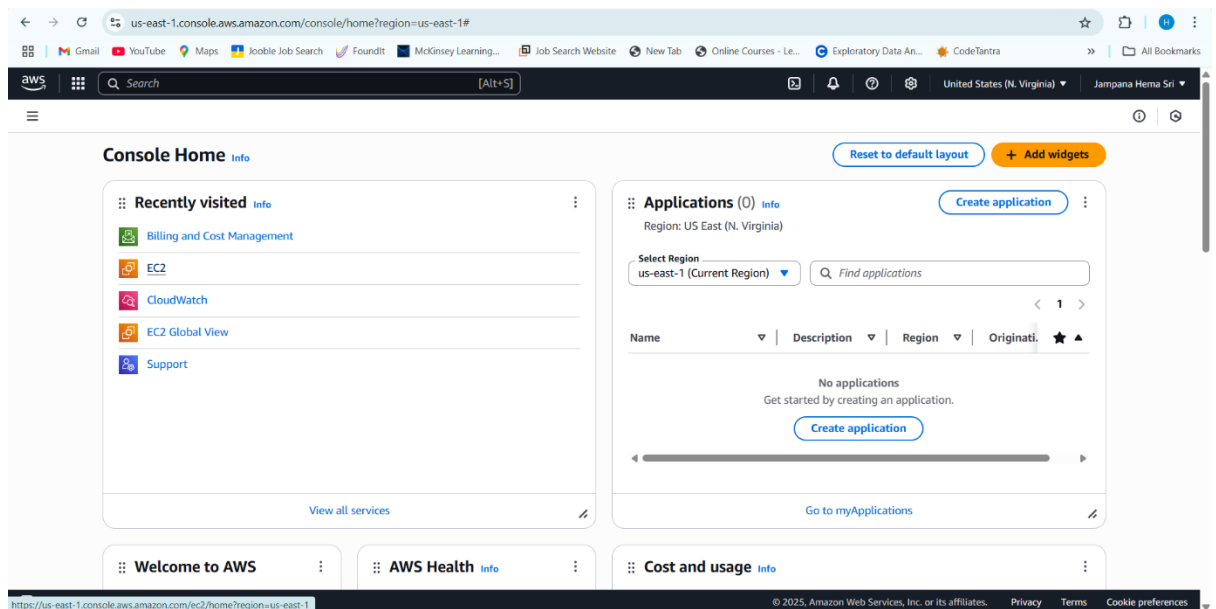 us-east-1.console.aws.amazon.com/console/home?region=us-east-1#
H
Gmail YouTube Maps Jooble Job Search Foundit McKinsey Learning... Job Search Website New Tab Online Courses - Le... Exploratory Data An... CodeTantra » All Bookmarks
aws Search [Alt+S] United States (N. Virginia) Jampana Hema Sri
Console Home Info Reset to default layout + Add widgets
Recently visited Info
Billing and Cost Management
EC2
CloudWatch
EC2 Global View
Support
View all services
Applications (0) Info Create application
Region: US East (N. Virginia)
Select Region
us-east-1 (Current Region) Find applications
1
Name Description Region Originati.
No applications
Get started by creating an application.
Create application
Go to myApplications
Welcome to AWS AWS Health Info Cost and usage Info
https://us-east-1.console.aws.amazon.com/ec2/home?region=us-east-1 © 2025, Amazon Web Services, Inc. or its affiliates. Privacy Terms Cookie preferences